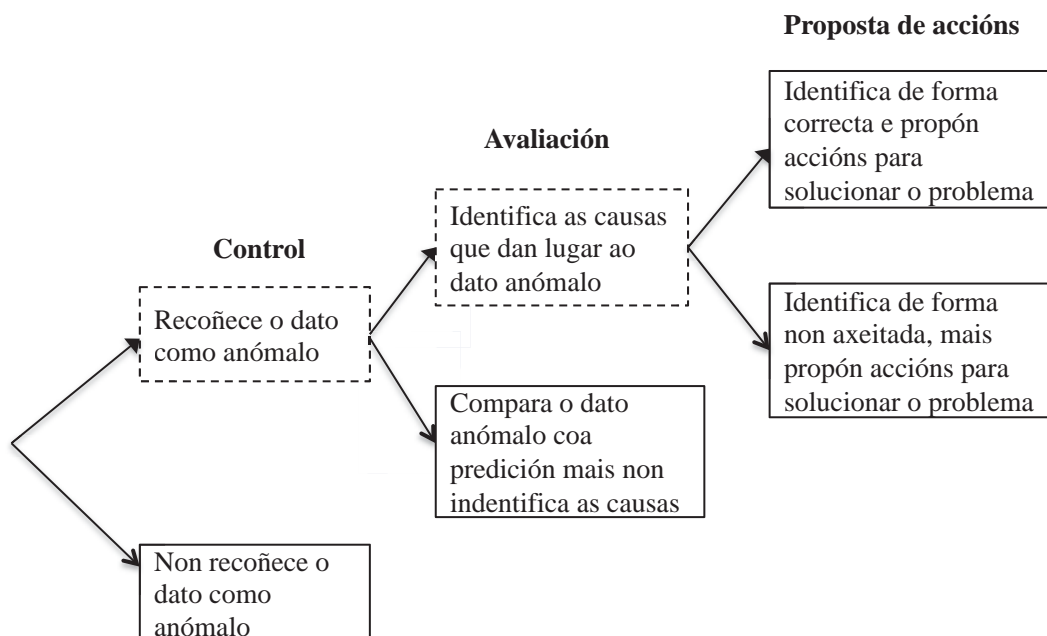 Proposta de accións
Identifica de forma
correcta e propón
accións para
solucionar o problema
Avaliación
Identifica as causas
que dan lugar ao
dato anómalo
Control
Recoñece o dato
como anómalo
Identifica de forma
non axeitada, mais
propón accións para
solucionar o problema
Compara o dato
anómalo coa
predición mais non
indentifica as causas
Non recoñece o
dato como
anómalo